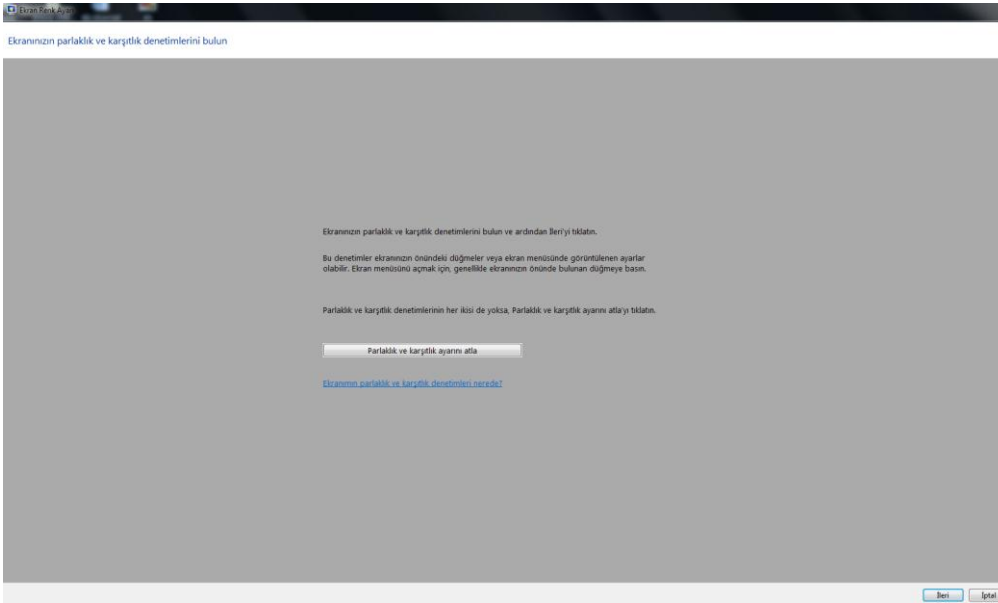 Ekran Renk Ayarı
Ekranınızın parlaklık ve karşıtlık denetimlerini bulun
Ekranınızın parlaklık ve karşıtlık denetimlerini bulun ve ardından İleri'yi tıklatın.
Bu denetimler ekranınızın önündeki düğmeler veya ekran menüsünde görüntülenen ayarlar
olabilir. Ekran menüsünü açmak için, genellikle ekranınızın önünde bulunan düğmeye basın.
Parlaklık ve karşıtlık denetimlerinin her ikisi de yoksa, Parlaklık ve karşıtlık ayarını atla'yı tıklatın.
Parlaklık ve karşıtlık ayarını atla
Ekranımın parlaklık ve karşıtlık denetimleri nerede?
İleri
İptal